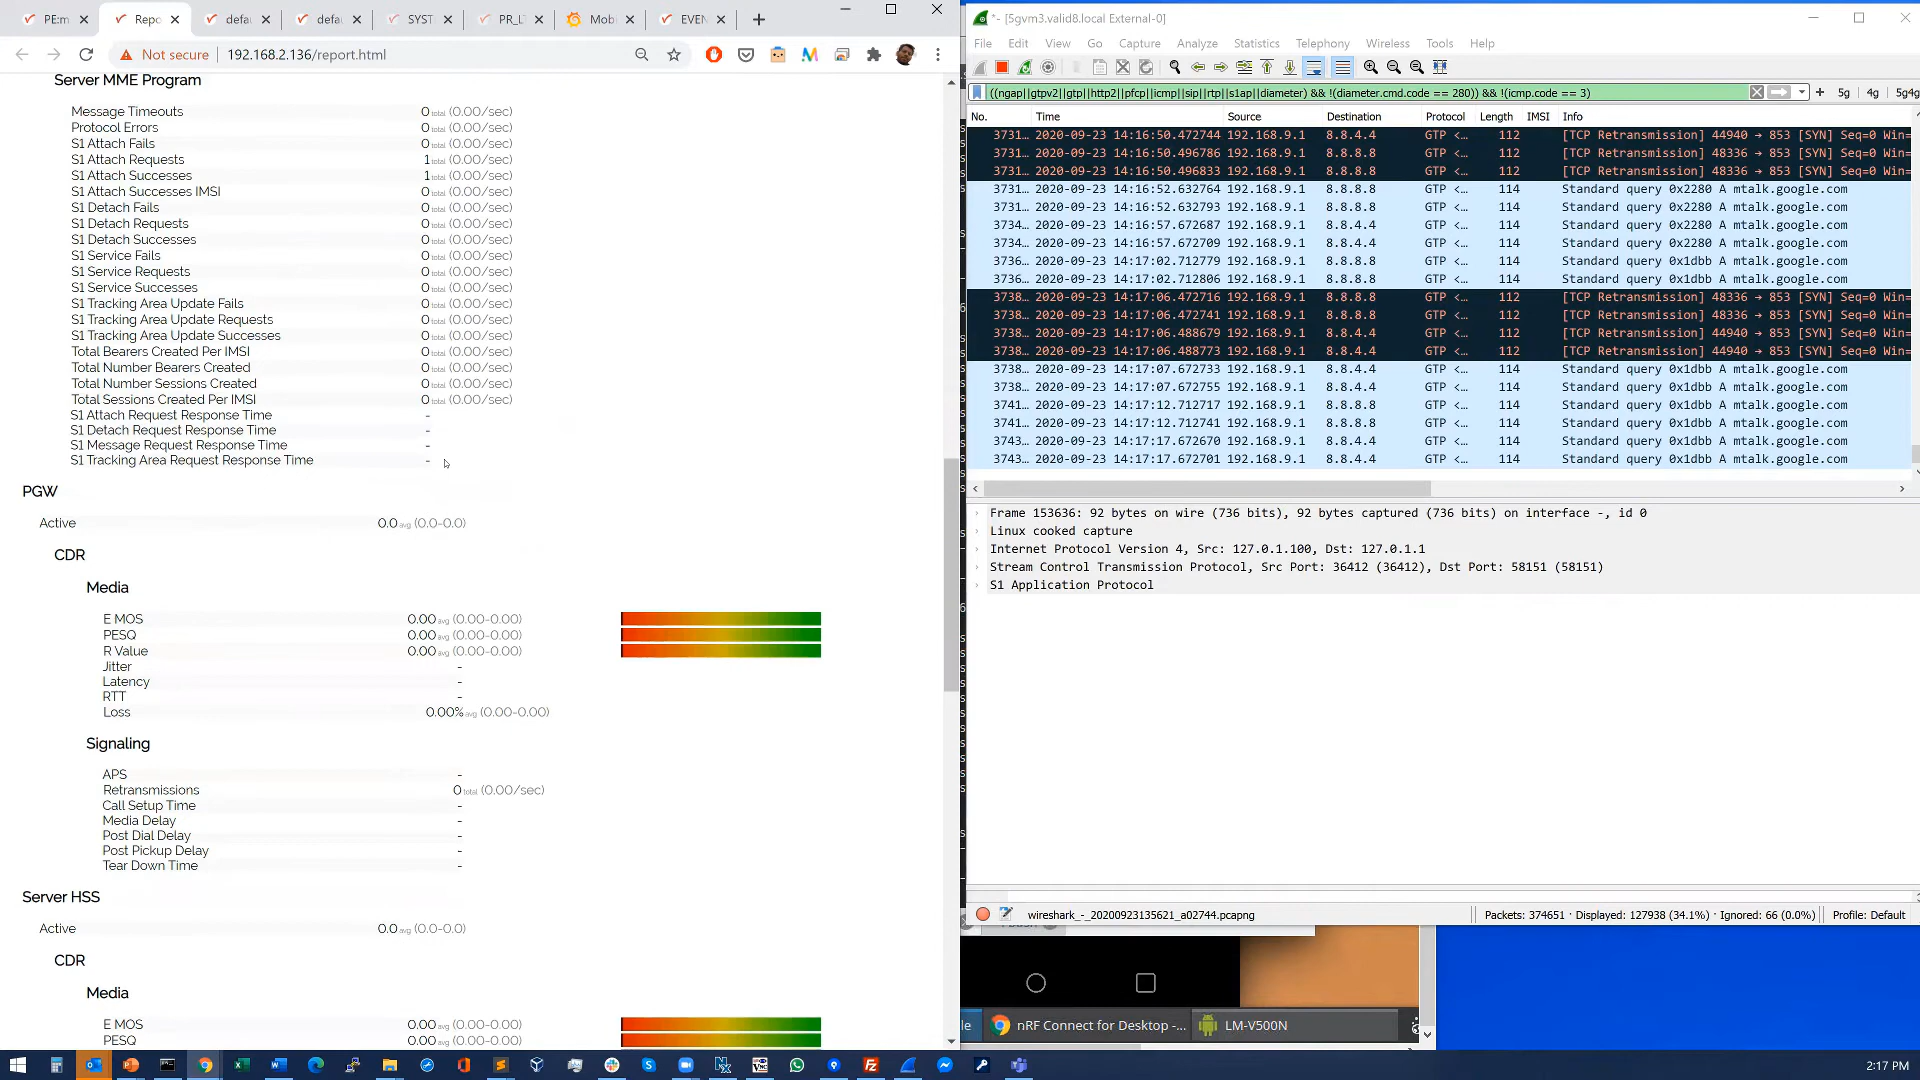 PE:m
Repo
defau
defau
SYST
PR_LT
Mobi
EVEN
Not secure
192.168.2.136/report.html
Server MME Program
Message Timeouts 0 total (0.00/sec)
Protocol Errors 0 total (0.00/sec)
S1 Attach Fails 0 total (0.00/sec)
S1 Attach Requests 1 total (0.00/sec)
S1 Attach Successes 1 total (0.00/sec)
S1 Attach Successes IMSI 0 total (0.00/sec)
S1 Detach Fails 0 total (0.00/sec)
S1 Detach Requests 0 total (0.00/sec)
S1 Detach Successes 0 total (0.00/sec)
S1 Service Fails 0 total (0.00/sec)
S1 Service Requests 0 total (0.00/sec)
S1 Service Successes 0 total (0.00/sec)
S1 Tracking Area Update Fails 0 total (0.00/sec)
S1 Tracking Area Update Requests 0 total (0.00/sec)
S1 Tracking Area Update Successes 0 total (0.00/sec)
Total Bearers Created Per IMSI 0 total (0.00/sec)
Total Number Bearers Created 0 total (0.00/sec)
Total Number Sessions Created 0 total (0.00/sec)
Total Sessions Created Per IMSI 0 total (0.00/sec)
S1 Attach Request Response Time -
S1 Detach Request Response Time -
S1 Message Request Response Time -
S1 Tracking Area Request Response Time -
PGW
Active 0.0 avg (0.0-0.0)
CDR
Media
E MOS 0.00 avg (0.00-0.00)
PESQ 0.00 avg (0.00-0.00)
R Value 0.00 avg (0.00-0.00)
Jitter -
Latency -
RTT -
Loss 0.00% avg (0.00-0.00)
Signaling
APS -
Retransmissions 0 total (0.00/sec)
Call Setup Time -
Media Delay -
Post Dial Delay -
Post Pickup Delay -
Tear Down Time -
Server HSS
Active 0.0 avg (0.0-0.0)
CDR
Media
E MOS 0.00 avg (0.00-0.00)
PESQ 0.00 avg (0.00-0.00)
*- [5gvm3.valid8.local External-0]
File Edit View Go Capture Analyze Statistics Telephony Wireless Tools Help
((ngap||gtpv2||gtp||http2||pfcp||icmp||sip||rtp||s1ap||diameter) && !(diameter.cmd.code == 280)) && !(icmp.code == 3)
5g 4g 5g4g
No. Time Source Destination Protocol Length IMSI Info
3731… 2020-09-23 14:16:50.472744 192.168.9.1 8.8.4.4 GTP <… 112 [TCP Retransmission] 44940 → 853 [SYN] Seq=0 Win=
3731… 2020-09-23 14:16:50.496786 192.168.9.1 8.8.8.8 GTP <… 112 [TCP Retransmission] 48336 → 853 [SYN] Seq=0 Win=
3731… 2020-09-23 14:16:50.496833 192.168.9.1 8.8.8.8 GTP <… 112 [TCP Retransmission] 48336 → 853 [SYN] Seq=0 Win=
3731… 2020-09-23 14:16:52.632764 192.168.9.1 8.8.8.8 GTP <… 114 Standard query 0x2280 A mtalk.google.com
3731… 2020-09-23 14:16:52.632793 192.168.9.1 8.8.8.8 GTP <… 114 Standard query 0x2280 A mtalk.google.com
3734… 2020-09-23 14:16:57.672687 192.168.9.1 8.8.4.4 GTP <… 114 Standard query 0x2280 A mtalk.google.com
3734… 2020-09-23 14:16:57.672709 192.168.9.1 8.8.4.4 GTP <… 114 Standard query 0x2280 A mtalk.google.com
3736… 2020-09-23 14:17:02.712779 192.168.9.1 8.8.8.8 GTP <… 114 Standard query 0x1dbb A mtalk.google.com
3736… 2020-09-23 14:17:02.712806 192.168.9.1 8.8.8.8 GTP <… 114 Standard query 0x1dbb A mtalk.google.com
3738… 2020-09-23 14:17:06.472716 192.168.9.1 8.8.8.8 GTP <… 112 [TCP Retransmission] 48336 → 853 [SYN] Seq=0 Win=
3738… 2020-09-23 14:17:06.472741 192.168.9.1 8.8.8.8 GTP <… 112 [TCP Retransmission] 48336 → 853 [SYN] Seq=0 Win=
3738… 2020-09-23 14:17:06.488679 192.168.9.1 8.8.4.4 GTP <… 112 [TCP Retransmission] 44940 → 853 [SYN] Seq=0 Win=
3738… 2020-09-23 14:17:06.488773 192.168.9.1 8.8.4.4 GTP <… 112 [TCP Retransmission] 44940 → 853 [SYN] Seq=0 Win=
3738… 2020-09-23 14:17:07.672733 192.168.9.1 8.8.4.4 GTP <… 114 Standard query 0x1dbb A mtalk.google.com
3738… 2020-09-23 14:17:07.672755 192.168.9.1 8.8.4.4 GTP <… 114 Standard query 0x1dbb A mtalk.google.com
3741… 2020-09-23 14:17:12.712717 192.168.9.1 8.8.8.8 GTP <… 114 Standard query 0x1dbb A mtalk.google.com
3741… 2020-09-23 14:17:12.712741 192.168.9.1 8.8.8.8 GTP <… 114 Standard query 0x1dbb A mtalk.google.com
3743… 2020-09-23 14:17:17.672670 192.168.9.1 8.8.4.4 GTP <… 114 Standard query 0x1dbb A mtalk.google.com
3743… 2020-09-23 14:17:17.672701 192.168.9.1 8.8.4.4 GTP <… 114 Standard query 0x1dbb A mtalk.google.com
Frame 153636: 92 bytes on wire (736 bits), 92 bytes captured (736 bits) on interface -, id 0
Linux cooked capture
Internet Protocol Version 4, Src: 127.0.1.100, Dst: 127.0.1.1
Stream Control Transmission Protocol, Src Port: 36412 (36412), Dst Port: 58151 (58151)
S1 Application Protocol
wireshark_-_20200923135621_a02744.pcapng
Packets: 374651 · Displayed: 127938 (34.1%) · Ignored: 66 (0.0%)
Profile: Default
nRF Connect for Desktop -...
LM-V500N
2:17 PM